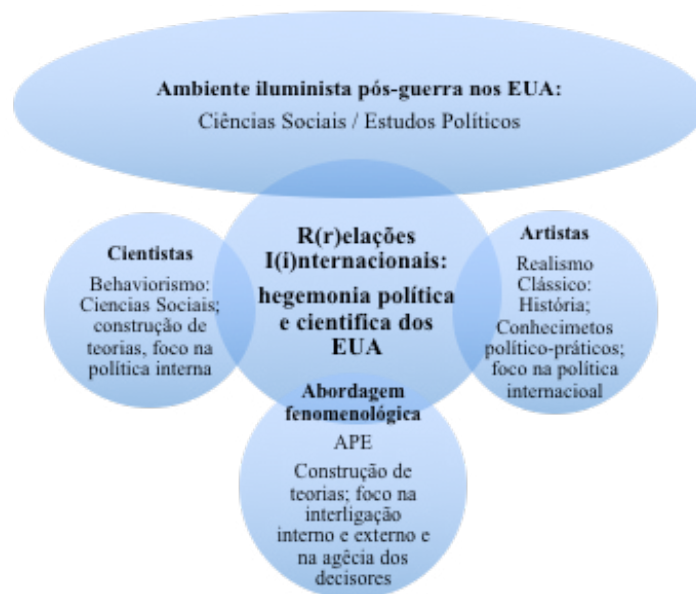 Ambiente iluminista pós-guerra nos EUA:
Ciências Sociais / Estudos Políticos
R(r)elações
I(i)nternacionais:
hegemonia política
e cientifica dos
EUA
Cientistas
Behaviorismo:
Ciencias Sociais;
construção de
teorias, foco na
política interna
Artistas
Realismo
Clássico:
História;
Conhecimetos
político-práticos;
foco na política
internacioal
Abordagem
fenomenológica
APE
Construção de
teorias; foco na
interligação
interno e externo e
na agêcia dos
decisores